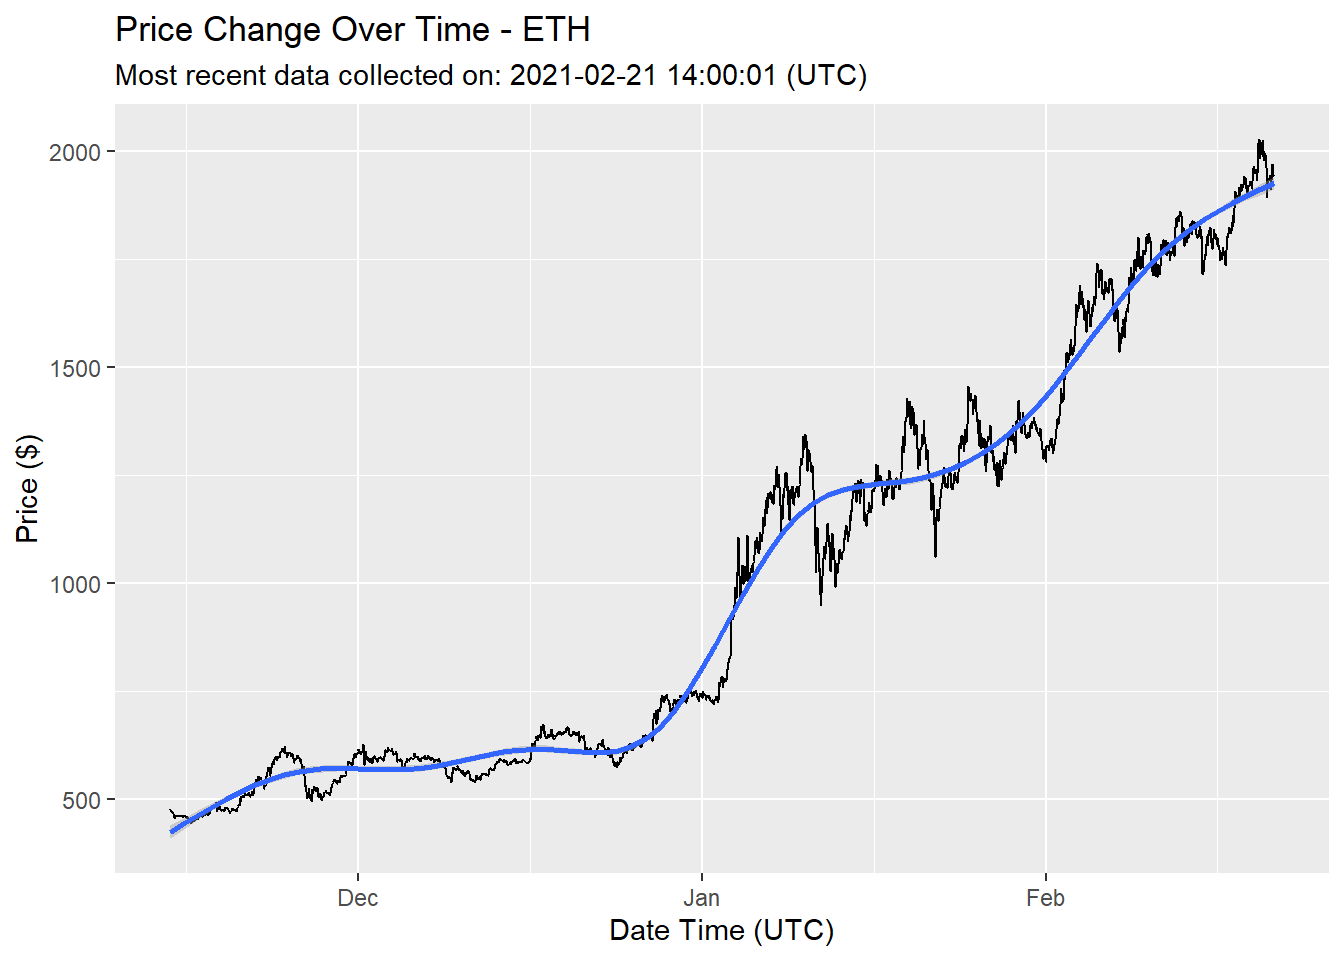 Price Change Over Time - ETH
Most recent data collected on: 2021-02-21 14:00:01 (UTC)
2000
1500
1000
500
Price ($)
Dec
Jan
Feb
Date Time (UTC)